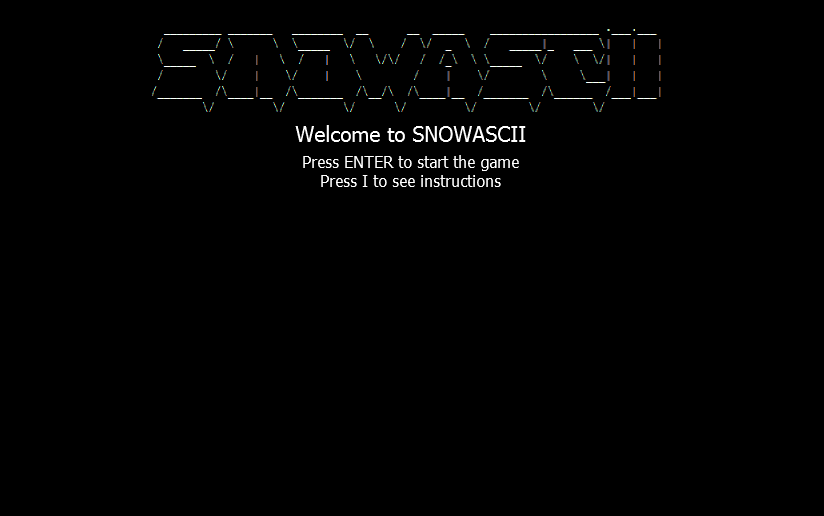 SNOWASCII
Welcome to SNOWASCII
Press ENTER to start the game
Press I to see instructions